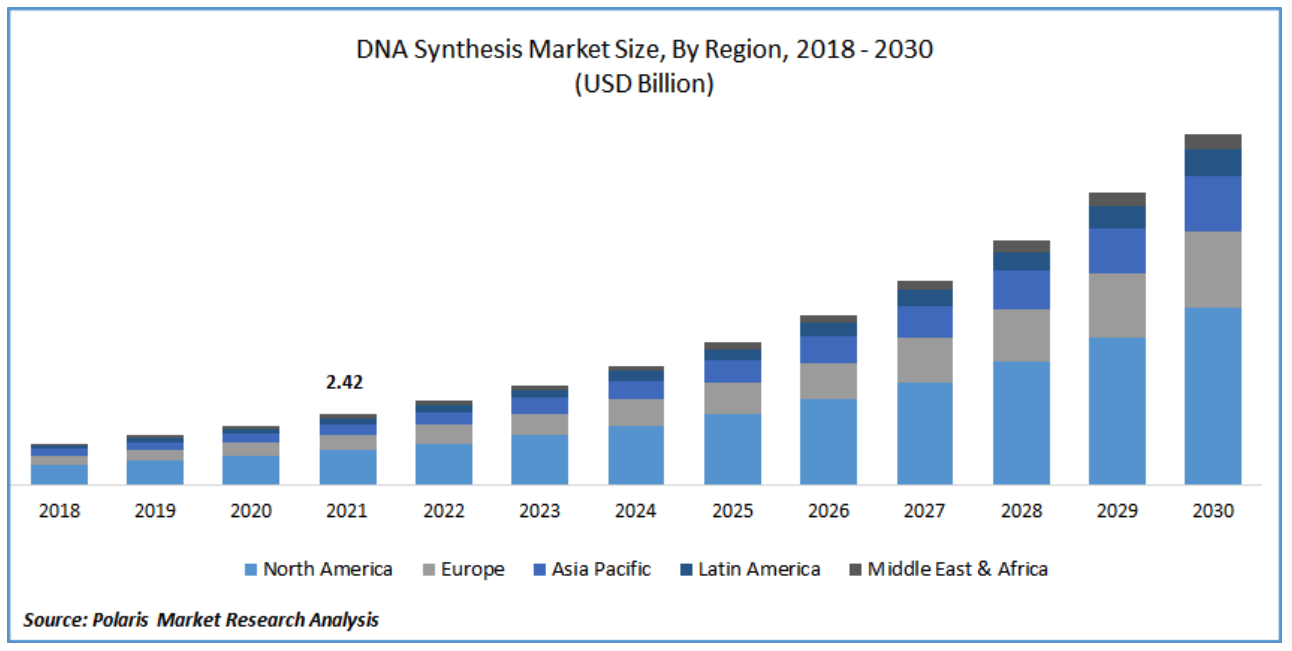 DNA Synthesis Market Size, By Region, 2018 - 2030
(USD Billion)
2.42
2018 2019 2020 2021 2022 2023 2024 2025 2026 2027 2028 2029 2030
North America Europe Asia Pacific Latin America Middle East & Africa
Source: Polaris Market Research Analysis